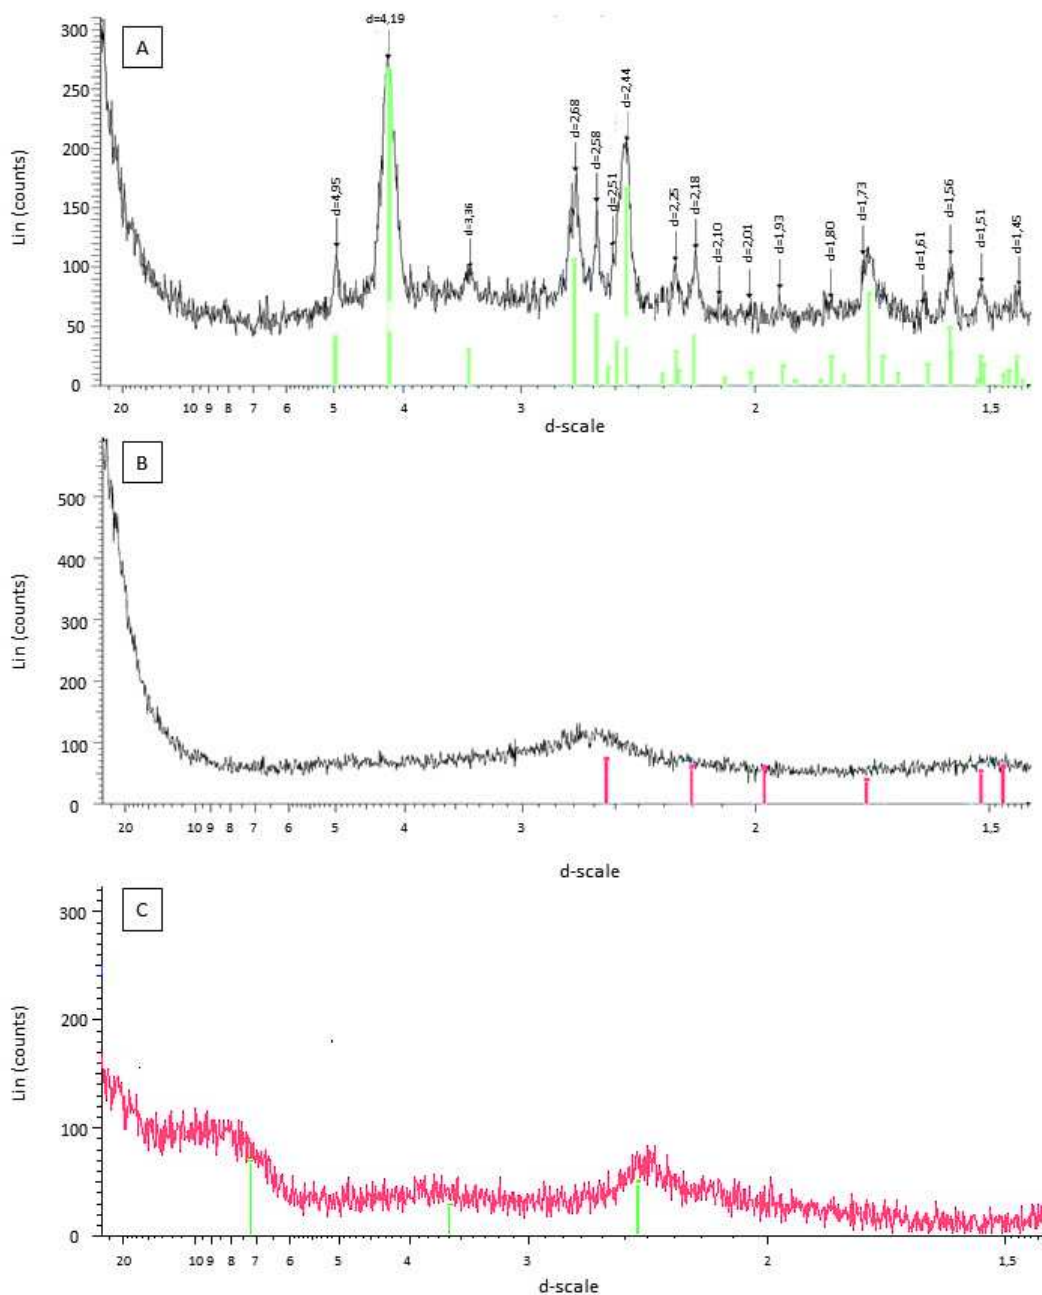 A
Lin (counts)
300
250
200
150
100
50
0
d=4,95
d=4,19
d=3,36
d=2,68
d=2,58
d=2,51
d=2,44
d=2,25
d=2,18
d=2,10
d=2,01
d=1,93
d=1,80
d=1,73
d=1,61
d=1,56
d=1,51
d=1,45
20 10 9 8 7 6 5 4 3 2 1,5
d-scale
B
Lin (counts)
500
400
300
200
100
0
20 10 9 8 7 6 5 4 3 2 1,5
d-scale
C
Lin (counts)
300
200
100
0
20 10 9 8 7 6 5 4 3 2 1,5
d-scale